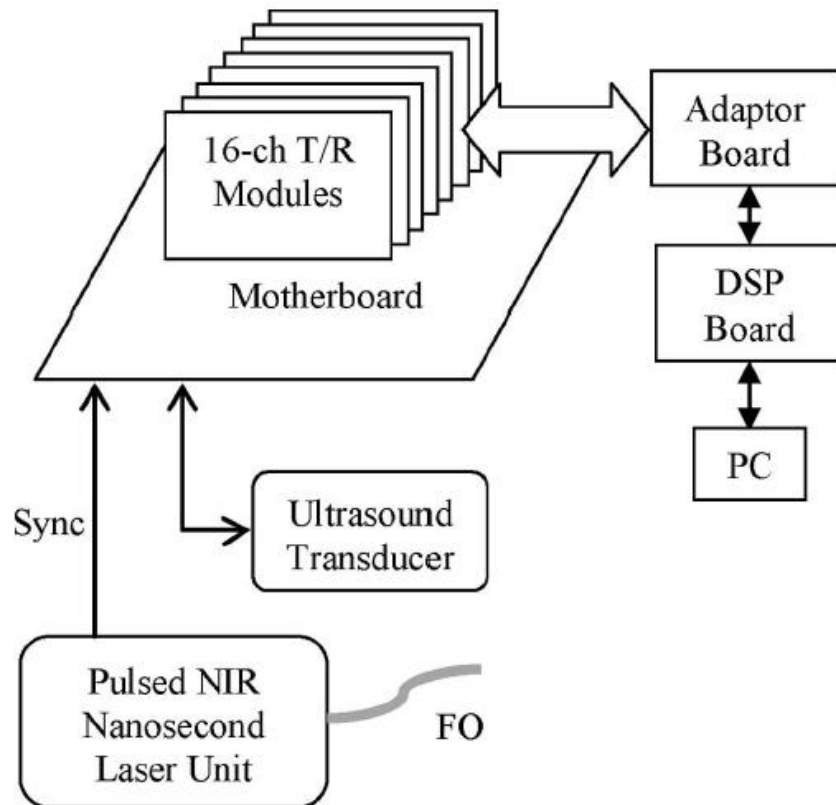 16-ch T/R
Modules
Motherboard
Adaptor
Board
DSP
Board
PC
Sync
Ultrasound
Transducer
Pulsed NIR
Nanosecond
Laser Unit
FO